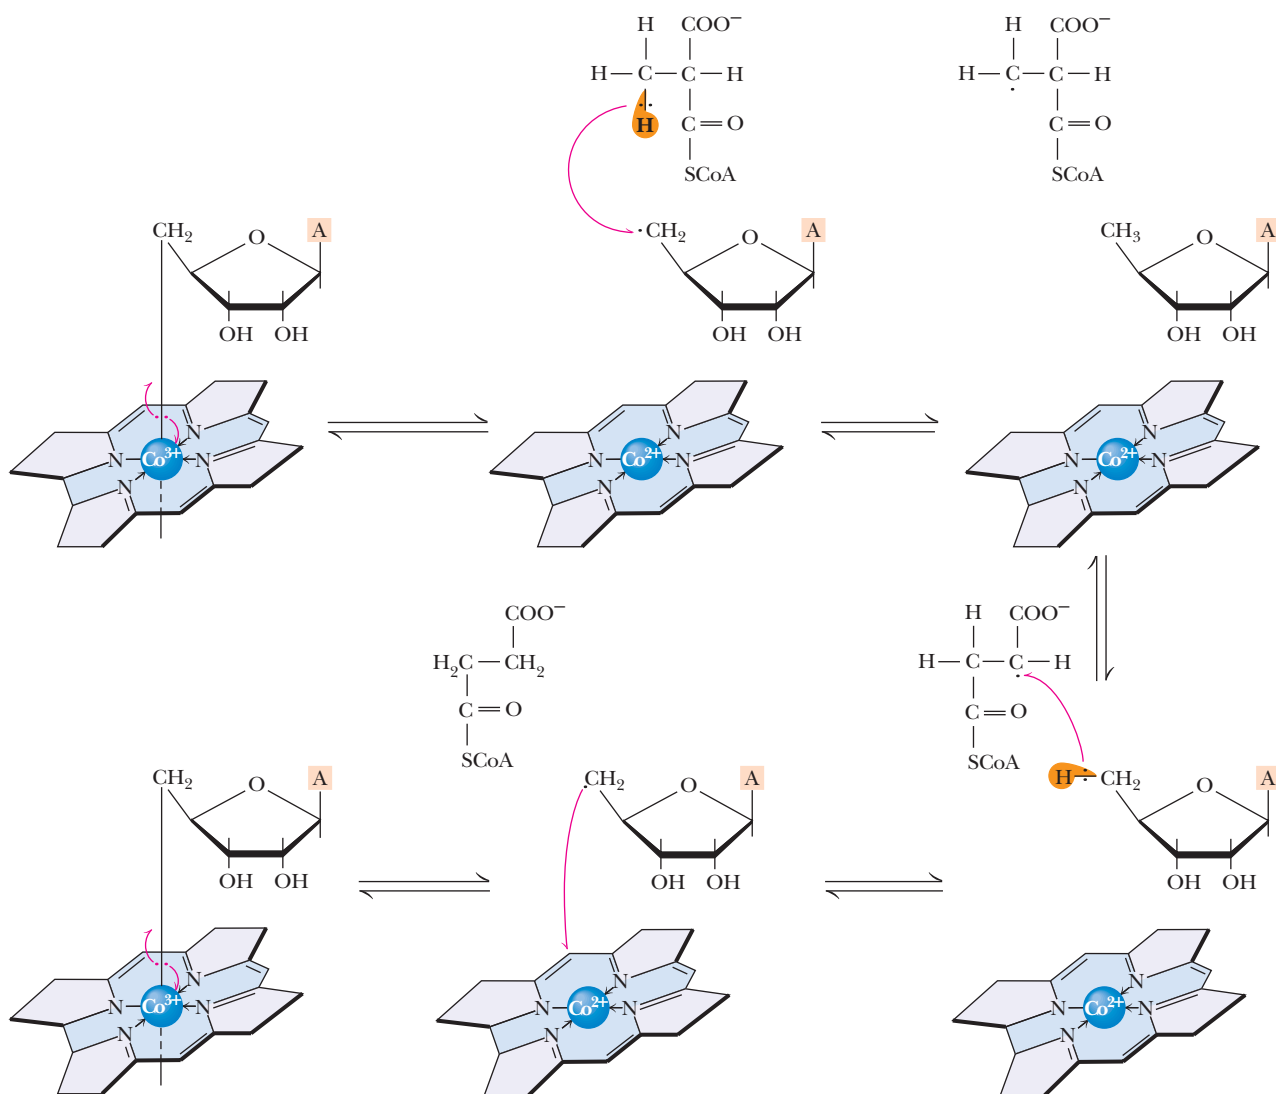 H COO⁻
H—C—C—H
H C=O
SCoA
H COO⁻
H—C·—C—H
C=O
SCoA
CH₂ O A
OH OH
·CH₂ O A
OH OH
CH₃ O A
OH OH
N
N Co³⁺ N
N
N
N Co²⁺ N
N
N
N Co²⁺ N
N
COO⁻
H₂C—CH₂
C=O
SCoA
H COO⁻
H—C—C·—H
C=O
SCoA
CH₂ O A
OH OH
·CH₂ O A
OH OH
H—CH₂ O A
OH OH
N
N Co³⁺ N
N
N
N Co²⁺ N
N
N
N Co²⁺ N
N